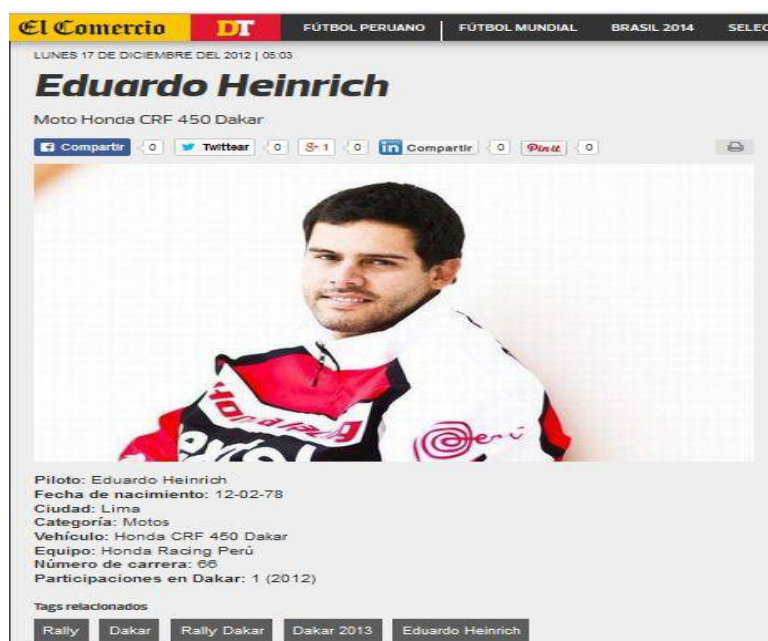 El Comercio DT FÚTBOL PERUANO FÚTBOL MUNDIAL BRASIL 2014 SELEC
LUNES 17 DE DICIEMBRE DEL 2012 | 05:03
Eduardo Heinrich
Moto Honda CRF 450 Dakar
Compartir 0 Twittear 0 g+ 1 0 in Compartir 0 Pin it 0
Honda
Perú
Piloto: Eduardo Heinrich
Fecha de nacimiento: 12-02-78
Ciudad: Lima
Categoría: Motos
Vehículo: Honda CRF 450 Dakar
Equipo: Honda Racing Perú
Número de carrera: 66
Participaciones en Dakar: 1 (2012)
Tags relacionados
Rally Dakar Rally Dakar Dakar 2013 Eduardo Heinrich